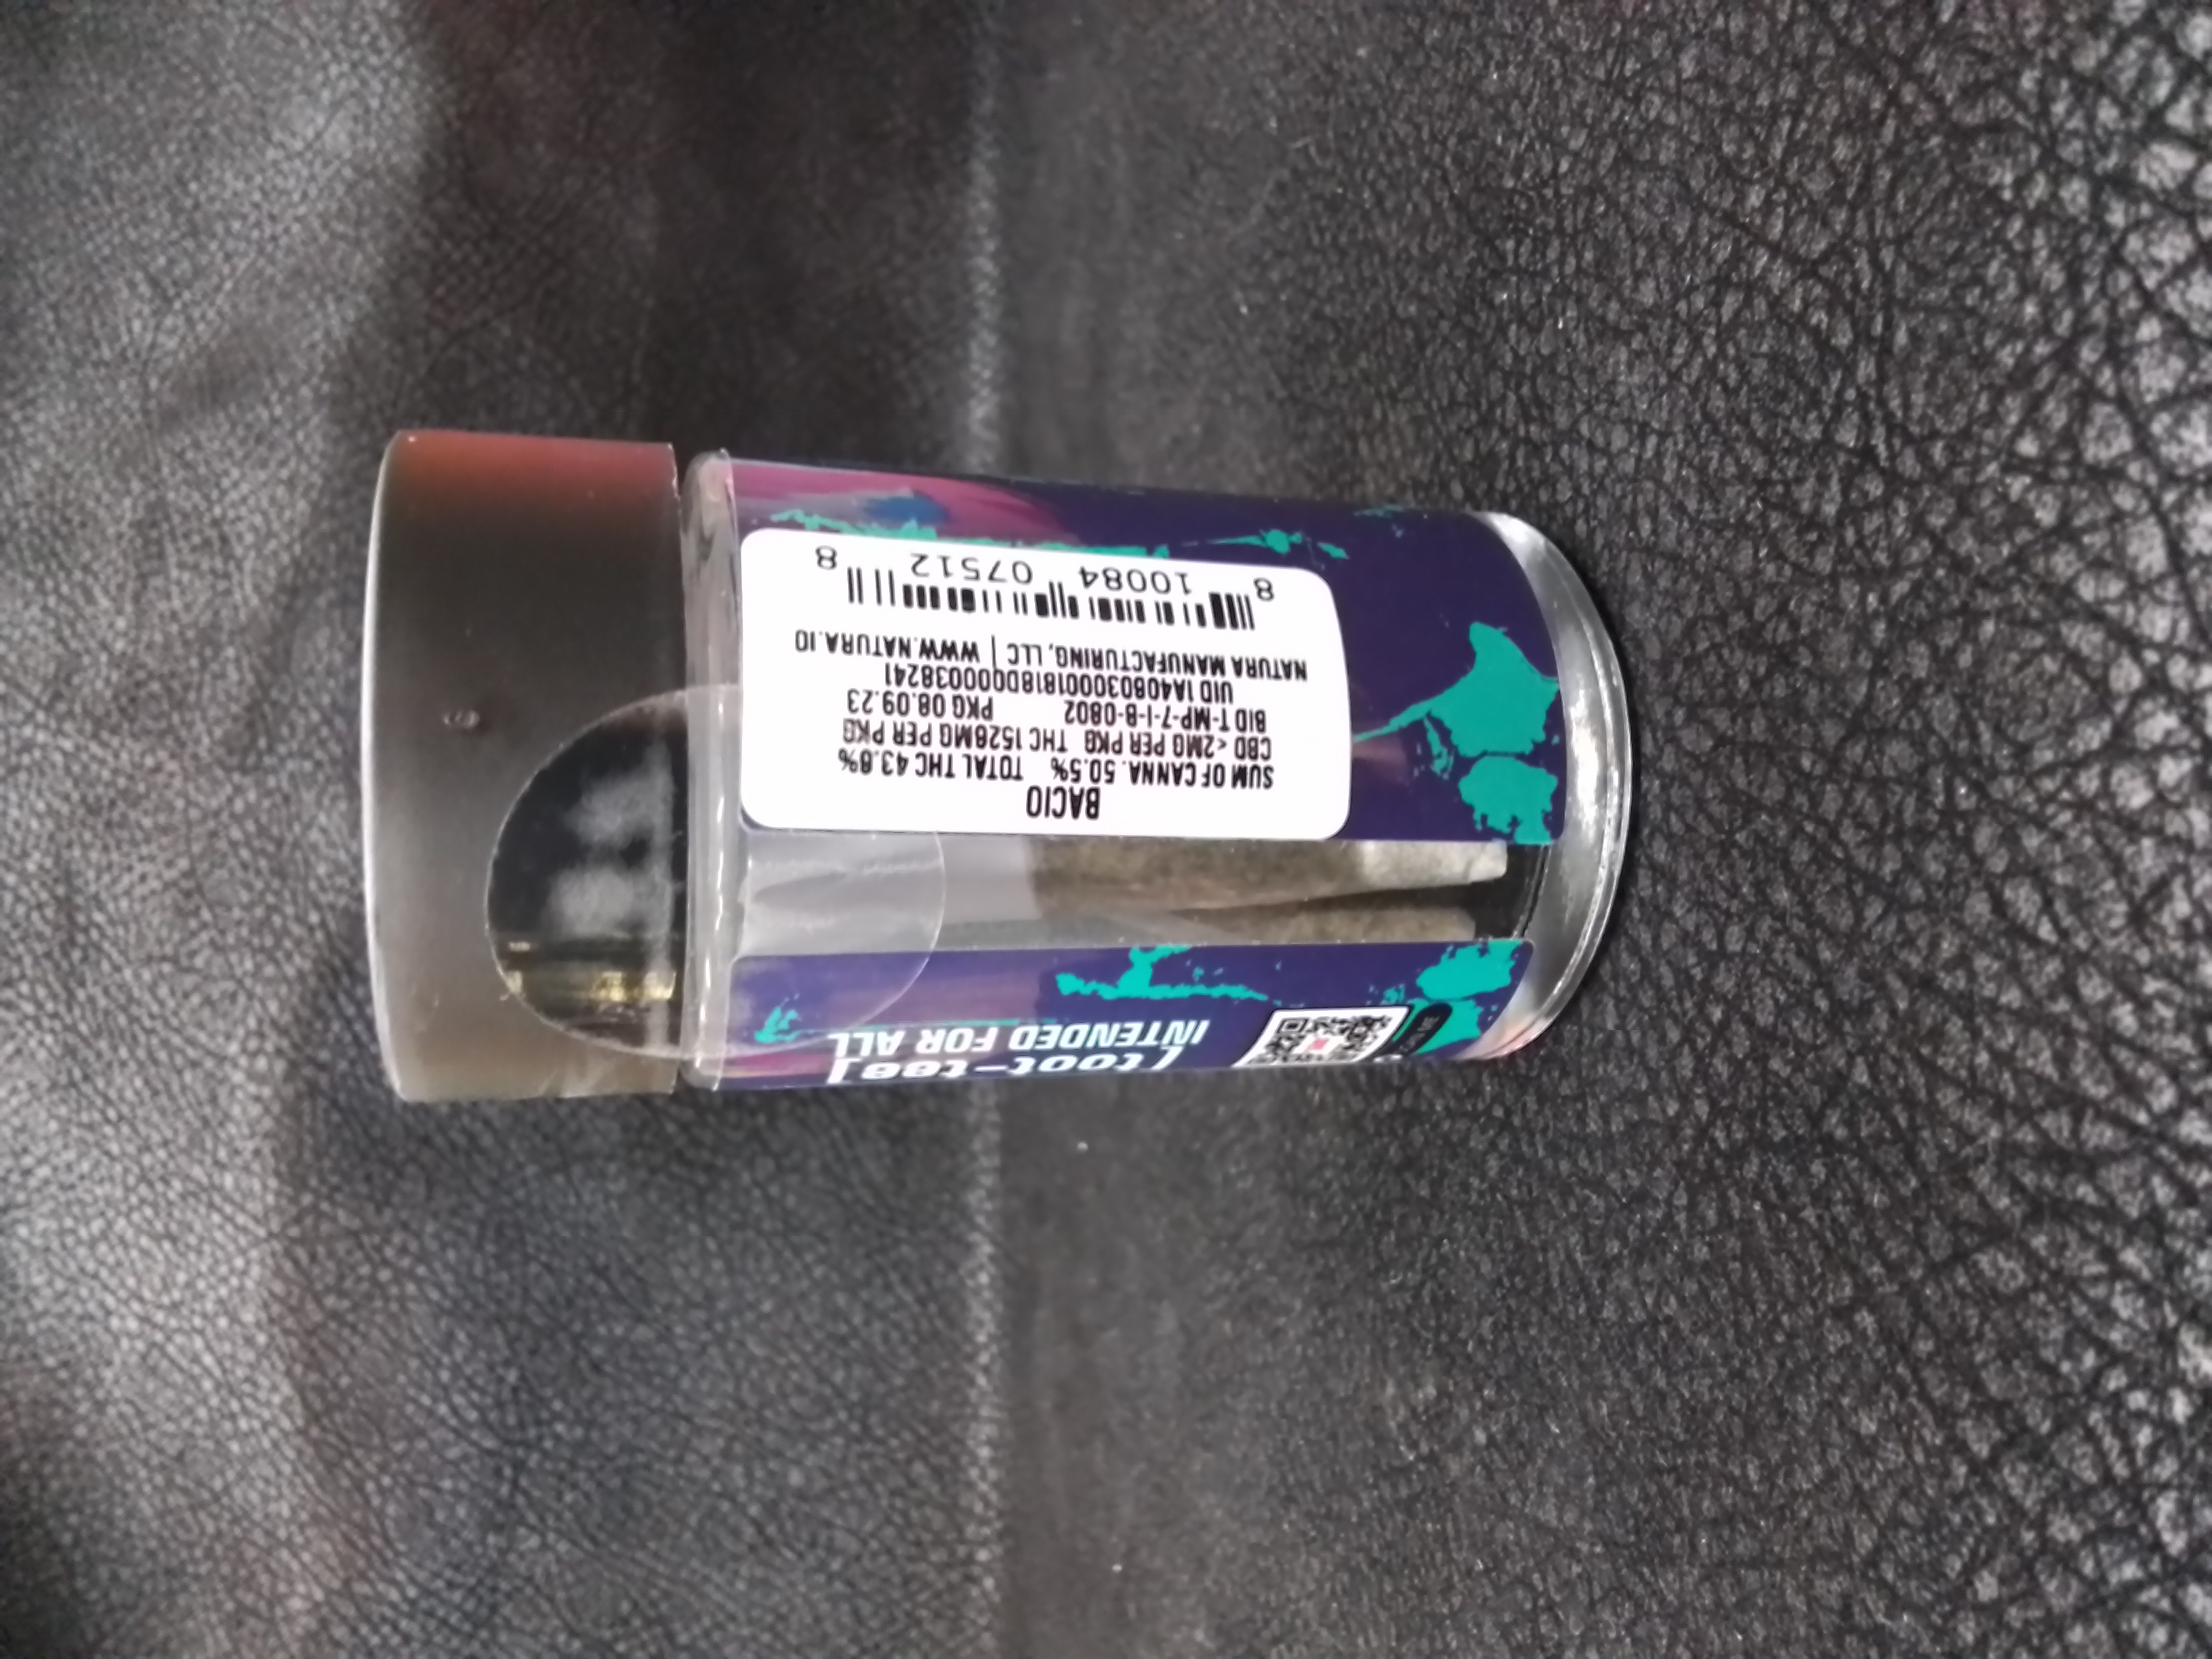 BACIO
SUM OF CANNA. 50.5% TOTAL THC 43.8%
CBD <2MG PER PKG THC 1528MG PER PKG
BID T-MP-7-I-B-0802 PKG 08.09.23
UID 1A4080300001818DQ000038241
NATURA MANUFACTURING, LLC | WWW.NATURA.IO
8 10084 07512 8
INTENDED FOR ALL